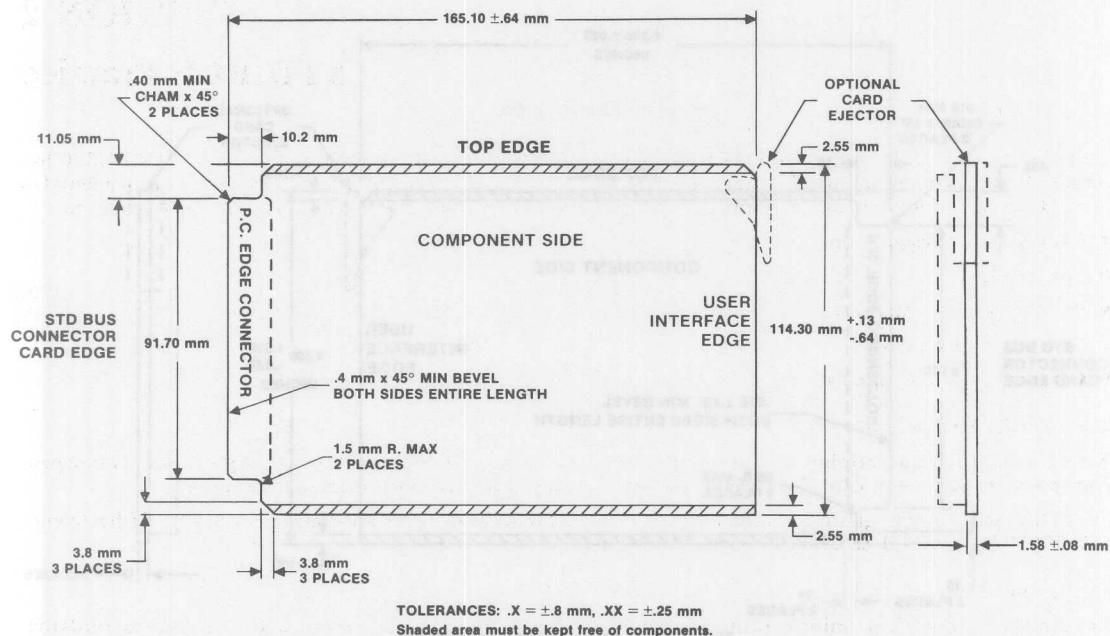 165.10 ±.64 mm
.40 mm MIN
CHAM x 45°
2 PLACES
OPTIONAL
CARD
EJECTOR
11.05 mm
10.2 mm
TOP EDGE
2.55 mm
P.C. EDGE CONNECTOR
COMPONENT SIDE
USER
INTERFACE
EDGE
STD BUS
CONNECTOR
CARD EDGE
91.70 mm
114.30 mm
+.13 mm
-.64 mm
.4 mm x 45° MIN BEVEL
BOTH SIDES ENTIRE LENGTH
1.5 mm R. MAX
2 PLACES
3.8 mm
3 PLACES
3.8 mm
3 PLACES
2.55 mm
1.58 ±.08 mm
TOLERANCES: .X = ±.8 mm, .XX = ±.25 mm
Shaded area must be kept free of components.